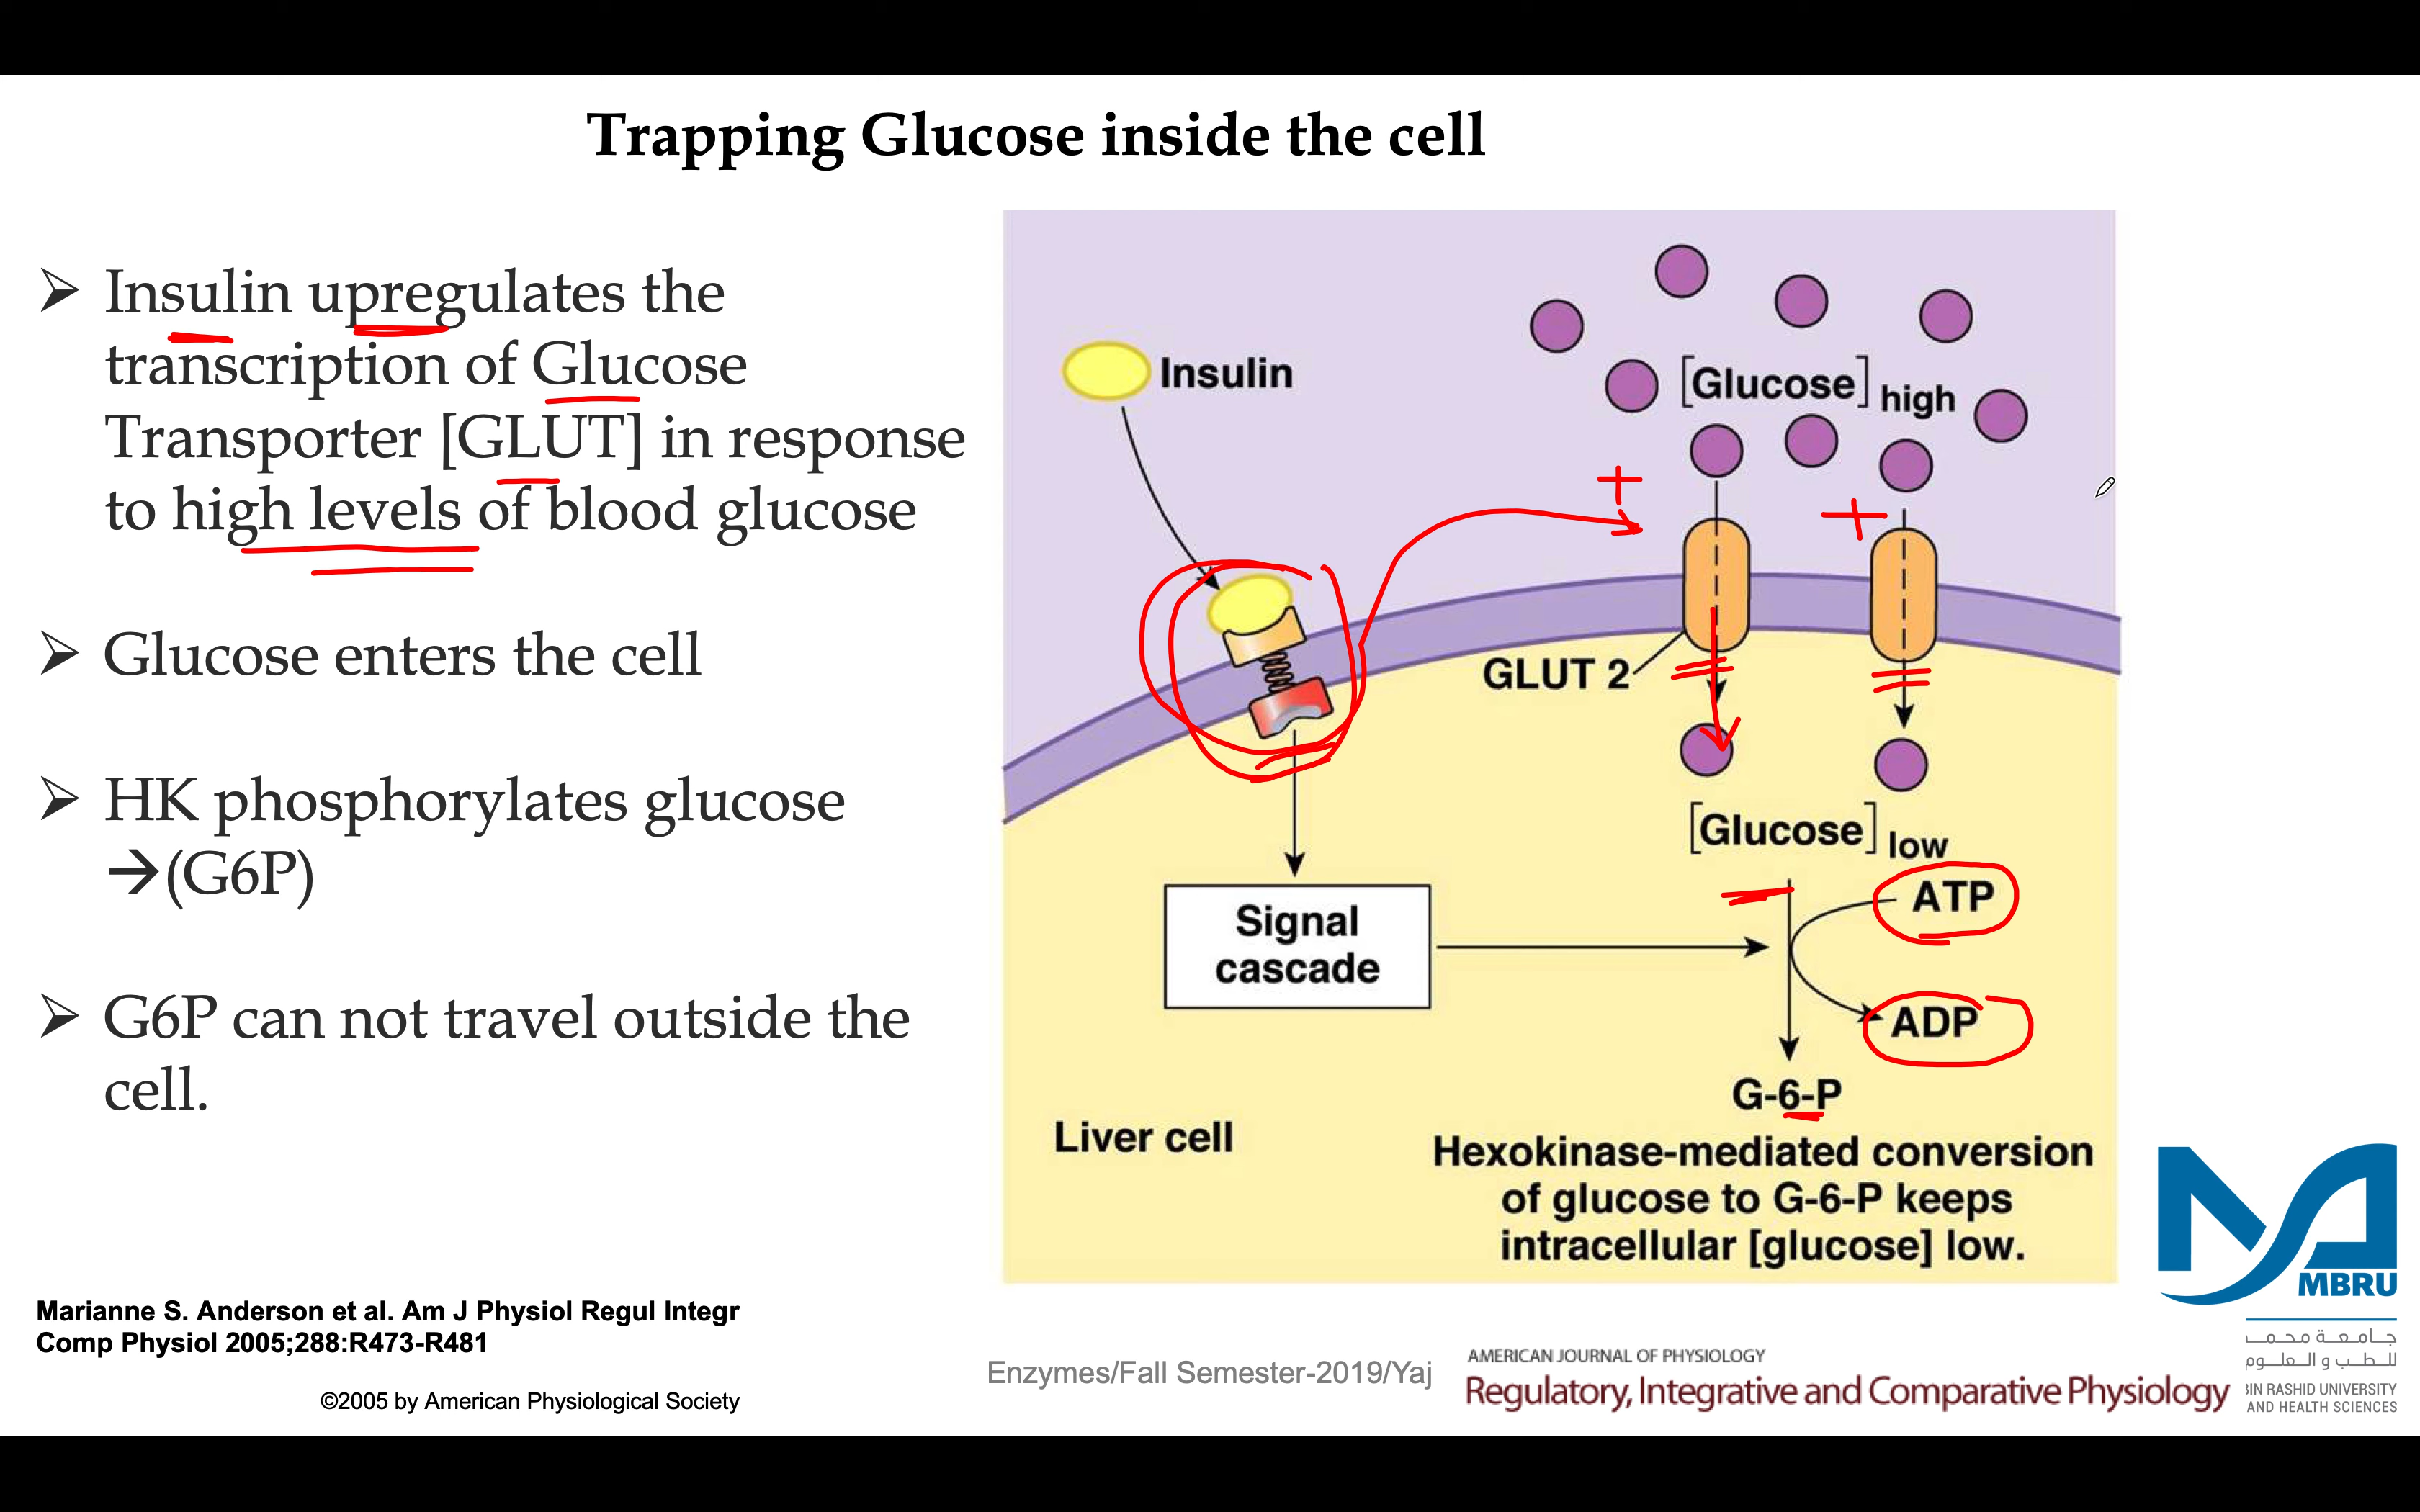 Trapping Glucose inside the cell
➢ Insulin upregulates the
transcription of Glucose
Transporter [GLUT] in response
to high levels of blood glucose
➢ Glucose enters the cell
➢ HK phosphorylates glucose
→(G6P)
➢ G6P can not travel outside the
cell.
Insulin
[Glucose] high
+
+
GLUT 2
[Glucose] low
ATP
Signal
cascade
ADP
G-6-P
Liver cell
Hexokinase-mediated conversion
of glucose to G-6-P keeps
intracellular [glucose] low.
Marianne S. Anderson et al. Am J Physiol Regul Integr
Comp Physiol 2005;288:R473-R481
©2005 by American Physiological Society
Enzymes/Fall Semester-2019/Yaj
AMERICAN JOURNAL OF PHYSIOLOGY
Regulatory, Integrative and Comparative Physiology
MBRU
جامعة محمد
للطب والعلوم
BIN RASHID UNIVERSITY
AND HEALTH SCIENCES